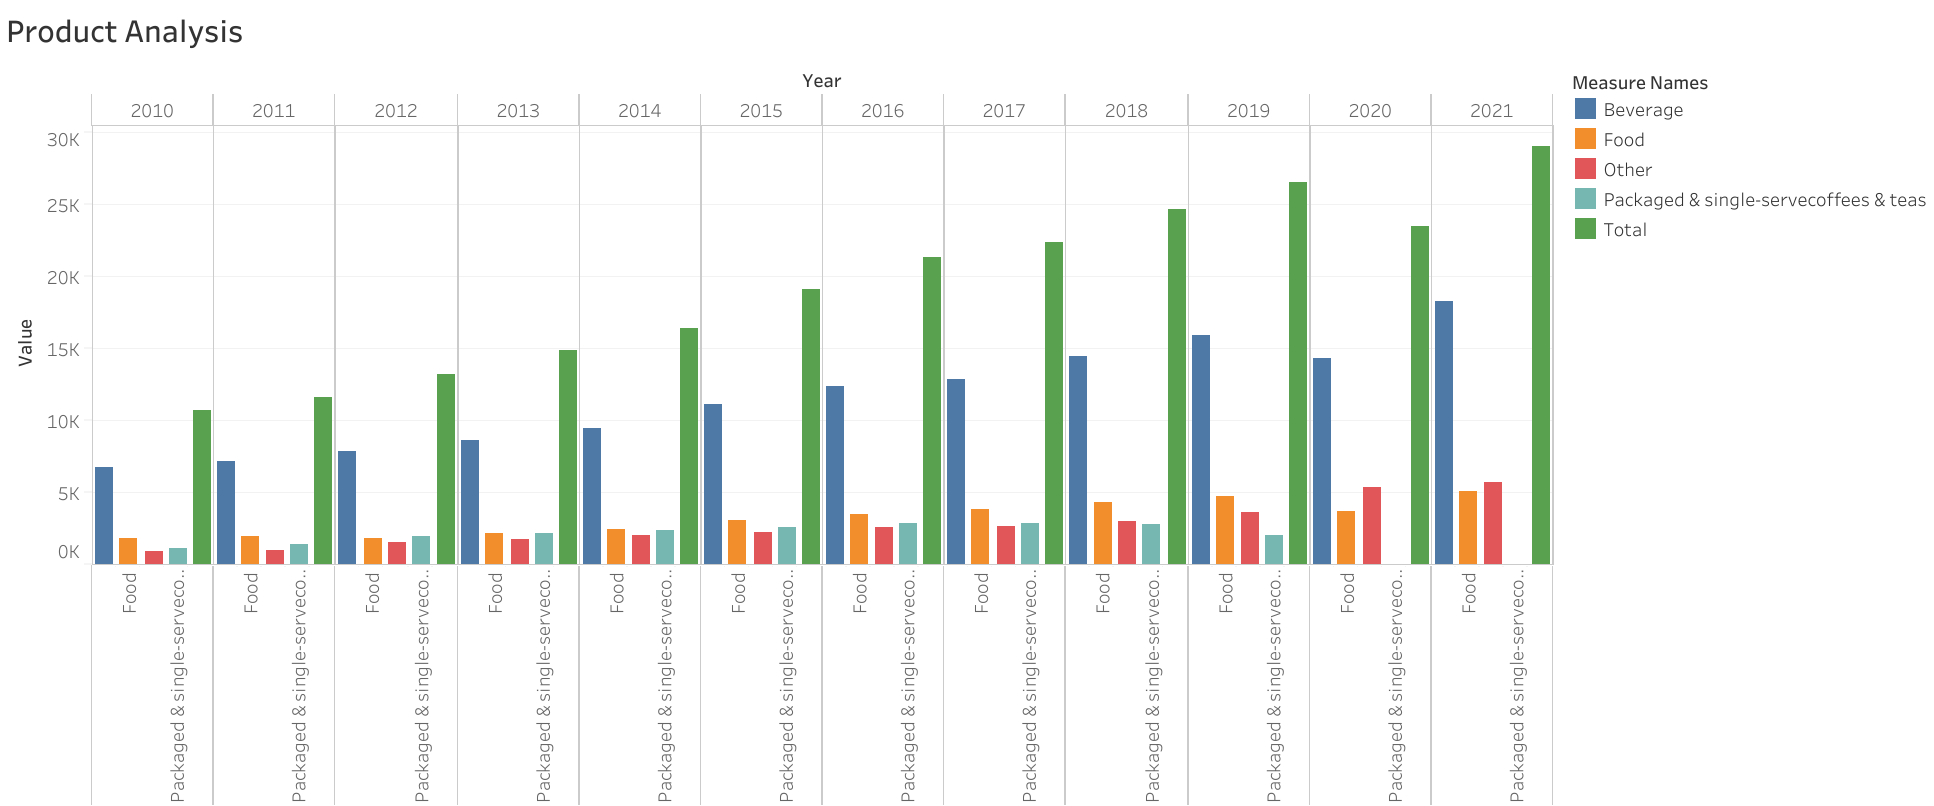 Product Analysis
Year
Measure Names
2010 2011 2012 2013 2014 2015 2016 2017 2018 2019 2020 2021
Beverage
Food
Other
Packaged & single-servecoffees & teas
Total
30K
25K
20K
15K
10K
5K
0K
Value
Food
Packaged & single-serveco..
Food
Packaged & single-serveco..
Food
Packaged & single-serveco..
Food
Packaged & single-serveco..
Food
Packaged & single-serveco..
Food
Packaged & single-serveco..
Food
Packaged & single-serveco..
Food
Packaged & single-serveco..
Food
Packaged & single-serveco..
Food
Packaged & single-serveco..
Food
Packaged & single-serveco..
Food
Packaged & single-serveco..